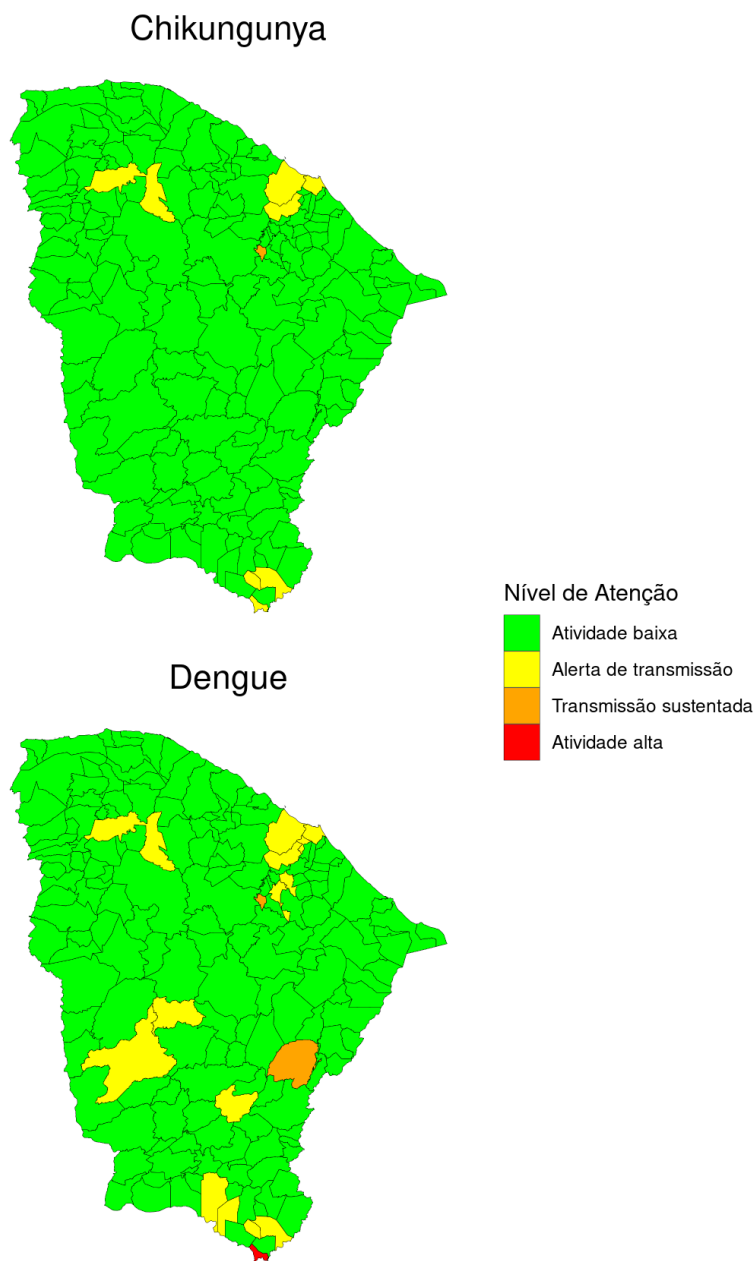 Chikungunya
Nível de Atenção
Atividade baixa
Alerta de transmissão
Transmissão sustentada
Atividade alta
Dengue